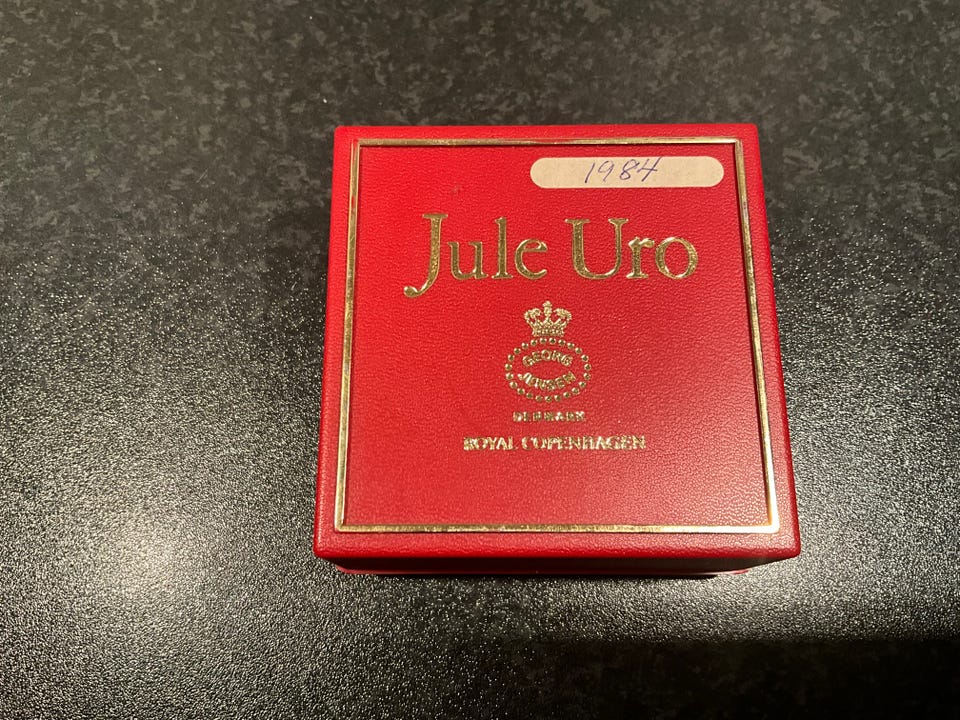 1984
Jule Uro
GEORG
JENSEN
DENMARK
ROYAL COPENHAGEN